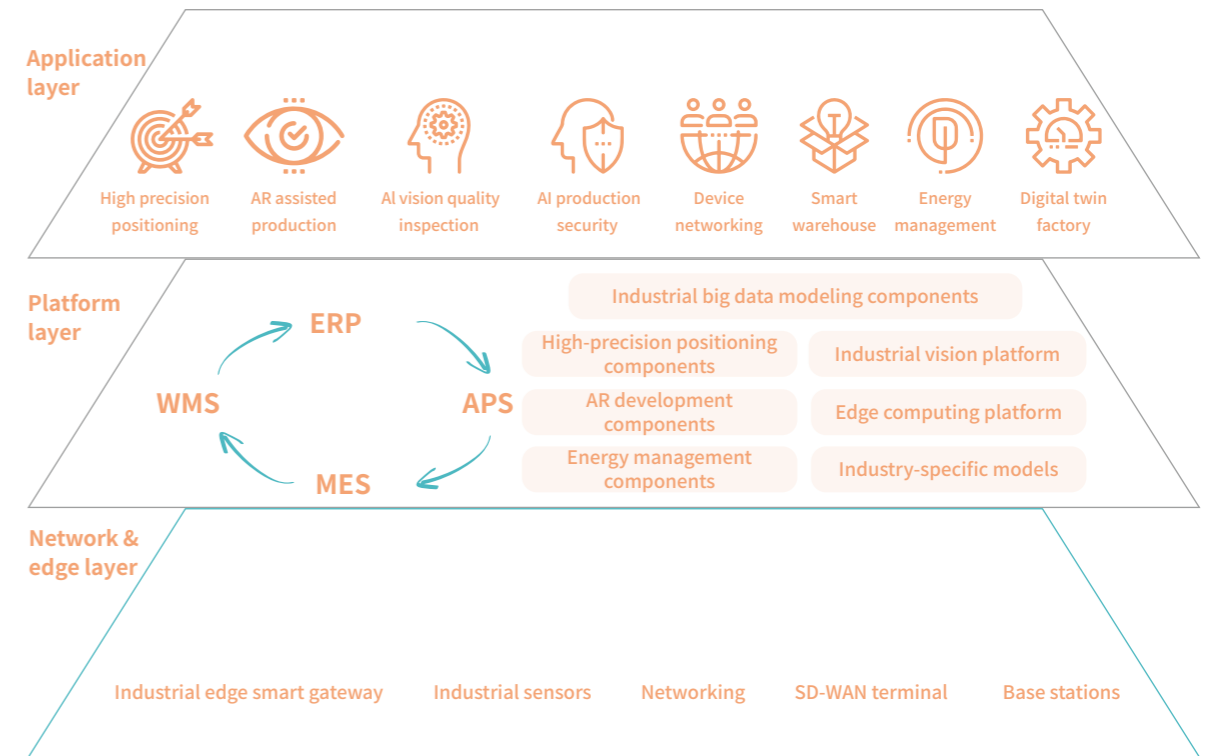 Application
layer
High precision
positioning
AR assisted
production
AI vision quality
inspection
AI production
security
Device
networking
Smart
warehouse
Energy
management
Digital twin
factory
Platform
layer
ERP
WMS
APS
MES
Industrial big data modeling components
High-precision positioning
components
Industrial vision platform
AR development
components
Edge computing platform
Energy management
components
Industry-specific models
Network &
edge layer
Industrial edge smart gateway
Industrial sensors
Networking
SD-WAN terminal
Base stations